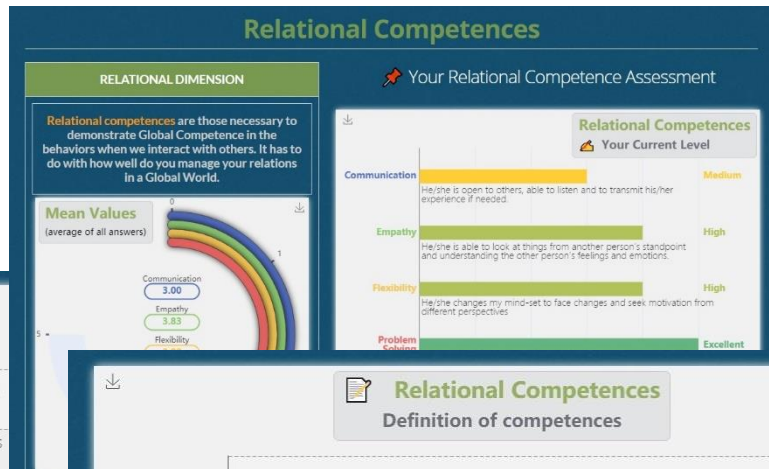 Relational Competences
RELATIONAL DIMENSION
Relational competences are those necessary to
demonstrate Global Competence in the
behaviors when we interact with others. It has to
do with how well do you manage your relations
in a Global World.
Mean Values
(average of all answers)
0
1
5
Communication
3.00
Empathy
3.83
Flexibility
Your Relational Competence Assessment
Relational Competences
Your Current Level
Communication
Medium
He/she is open to others, able to listen and to transmit his/her
experience if needed.
Empathy
High
He/she is able to look at things from another person's standpoint
and understanding the other person's feelings and emotions.
Flexibility
High
He/she changes my mind-set to face changes and seek motivation from
different perspectives
Problem
Solving
Excellent
Relational Competences
Definition of competences